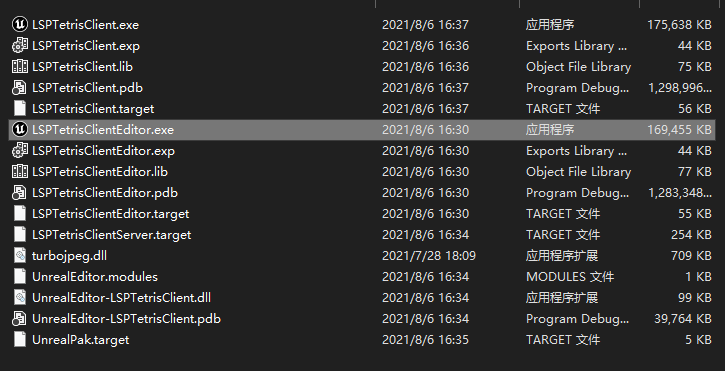 LSPTetrisClient.exe 2021/8/6 16:37 应用程序 175,638 KB
LSPTetrisClient.exp 2021/8/6 16:36 Exports Library ... 44 KB
LSPTetrisClient.lib 2021/8/6 16:36 Object File Library 75 KB
LSPTetrisClient.pdb 2021/8/6 16:37 Program Debug... 1,298,996...
LSPTetrisClient.target 2021/8/6 16:37 TARGET 文件 56 KB
LSPTetrisClientEditor.exe 2021/8/6 16:30 应用程序 169,455 KB
LSPTetrisClientEditor.exp 2021/8/6 16:30 Exports Library ... 44 KB
LSPTetrisClientEditor.lib 2021/8/6 16:30 Object File Library 77 KB
LSPTetrisClientEditor.pdb 2021/8/6 16:30 Program Debug... 1,283,348...
LSPTetrisClientEditor.target 2021/8/6 16:30 TARGET 文件 55 KB
LSPTetrisClientServer.target 2021/8/6 16:34 TARGET 文件 254 KB
turbojpeg.dll 2021/7/28 18:09 应用程序扩展 709 KB
UnrealEditor.modules 2021/8/6 16:34 MODULES 文件 1 KB
UnrealEditor-LSPTetrisClient.dll 2021/8/6 16:34 应用程序扩展 99 KB
UnrealEditor-LSPTetrisClient.pdb 2021/8/6 16:34 Program Debug... 39,764 KB
UnrealPak.target 2021/8/6 16:35 TARGET 文件 5 KB